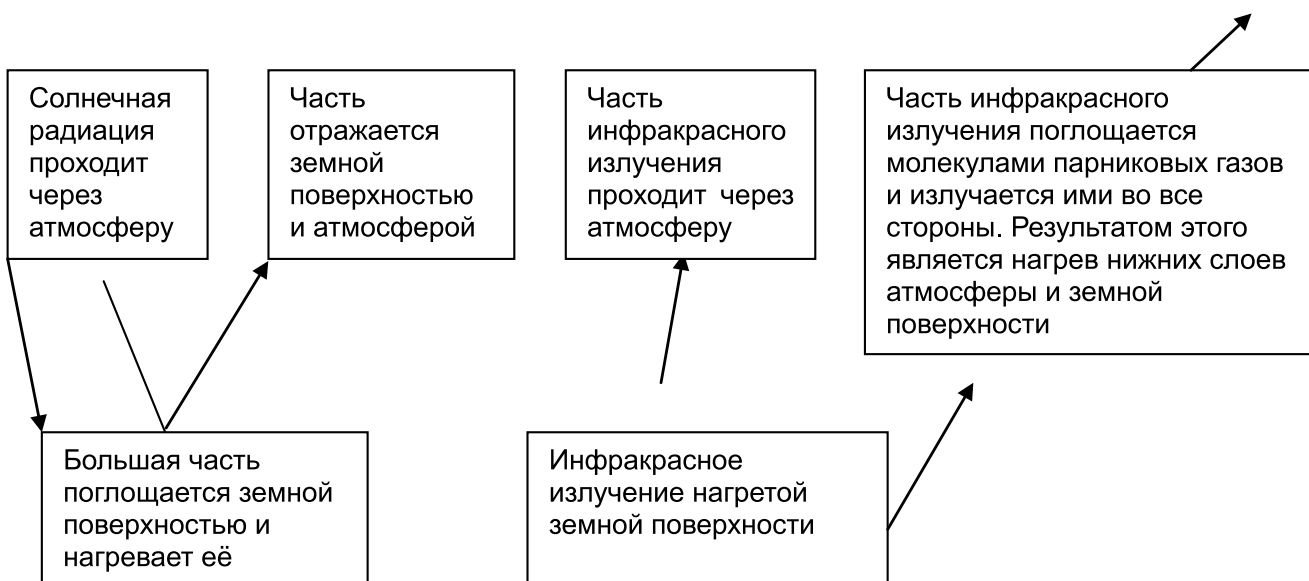 Солнечная
радиация
проходит
через
атмосферу
Часть
отражается
земной
поверхностью
и атмосферой
Часть
инфракрасного
излучения
проходит через
атмосферу
Часть инфракрасного
излучения поглощается
молекулами парниковых газов
и излучается ими во все
стороны. Результатом этого
является нагрев нижних слоев
атмосферы и земной
поверхности
Большая часть
поглощается земной
поверхностью и
нагревает её
Инфракрасное
излучение нагретой
земной поверхности